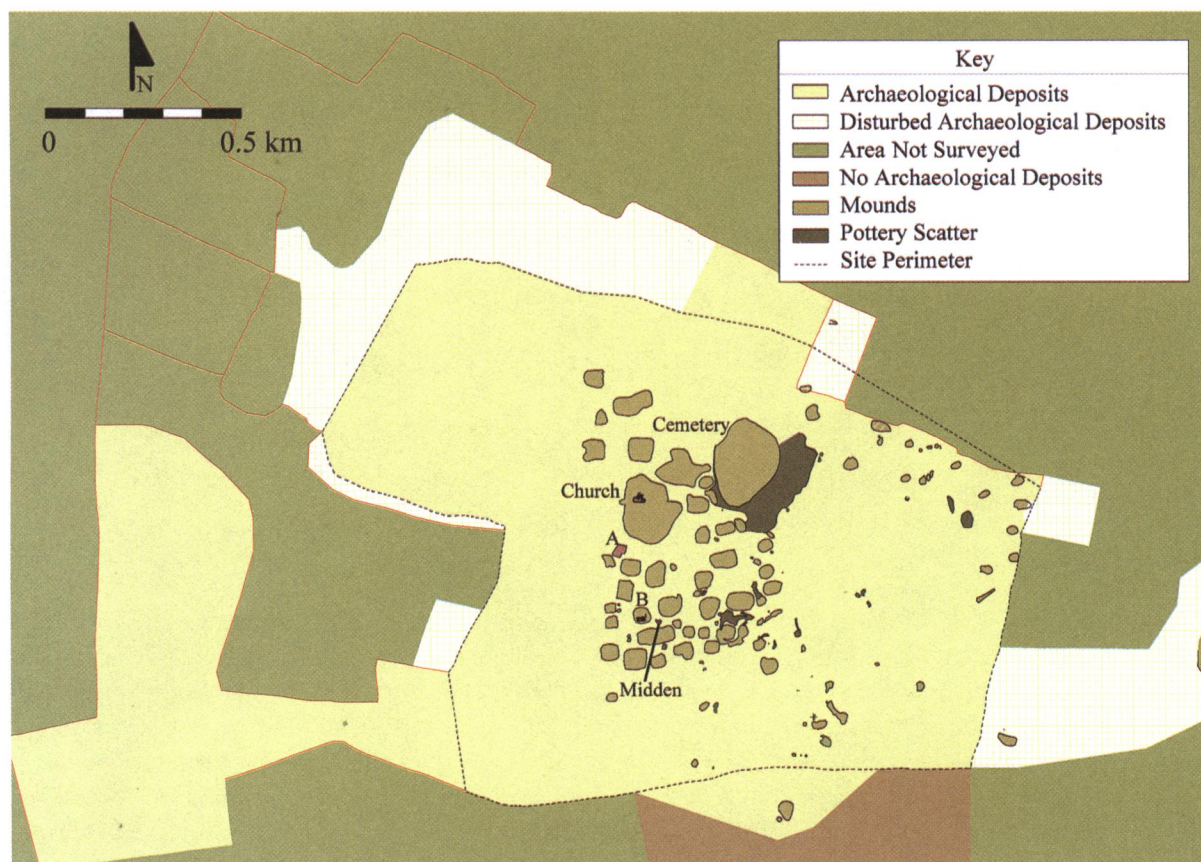 N
0 0.5 km
Key
Archaeological Deposits
Disturbed Archaeological Deposits
Area Not Surveyed
No Archaeological Deposits
Mounds
Pottery Scatter
Site Perimeter
Cemetery
Church
A
B
Midden